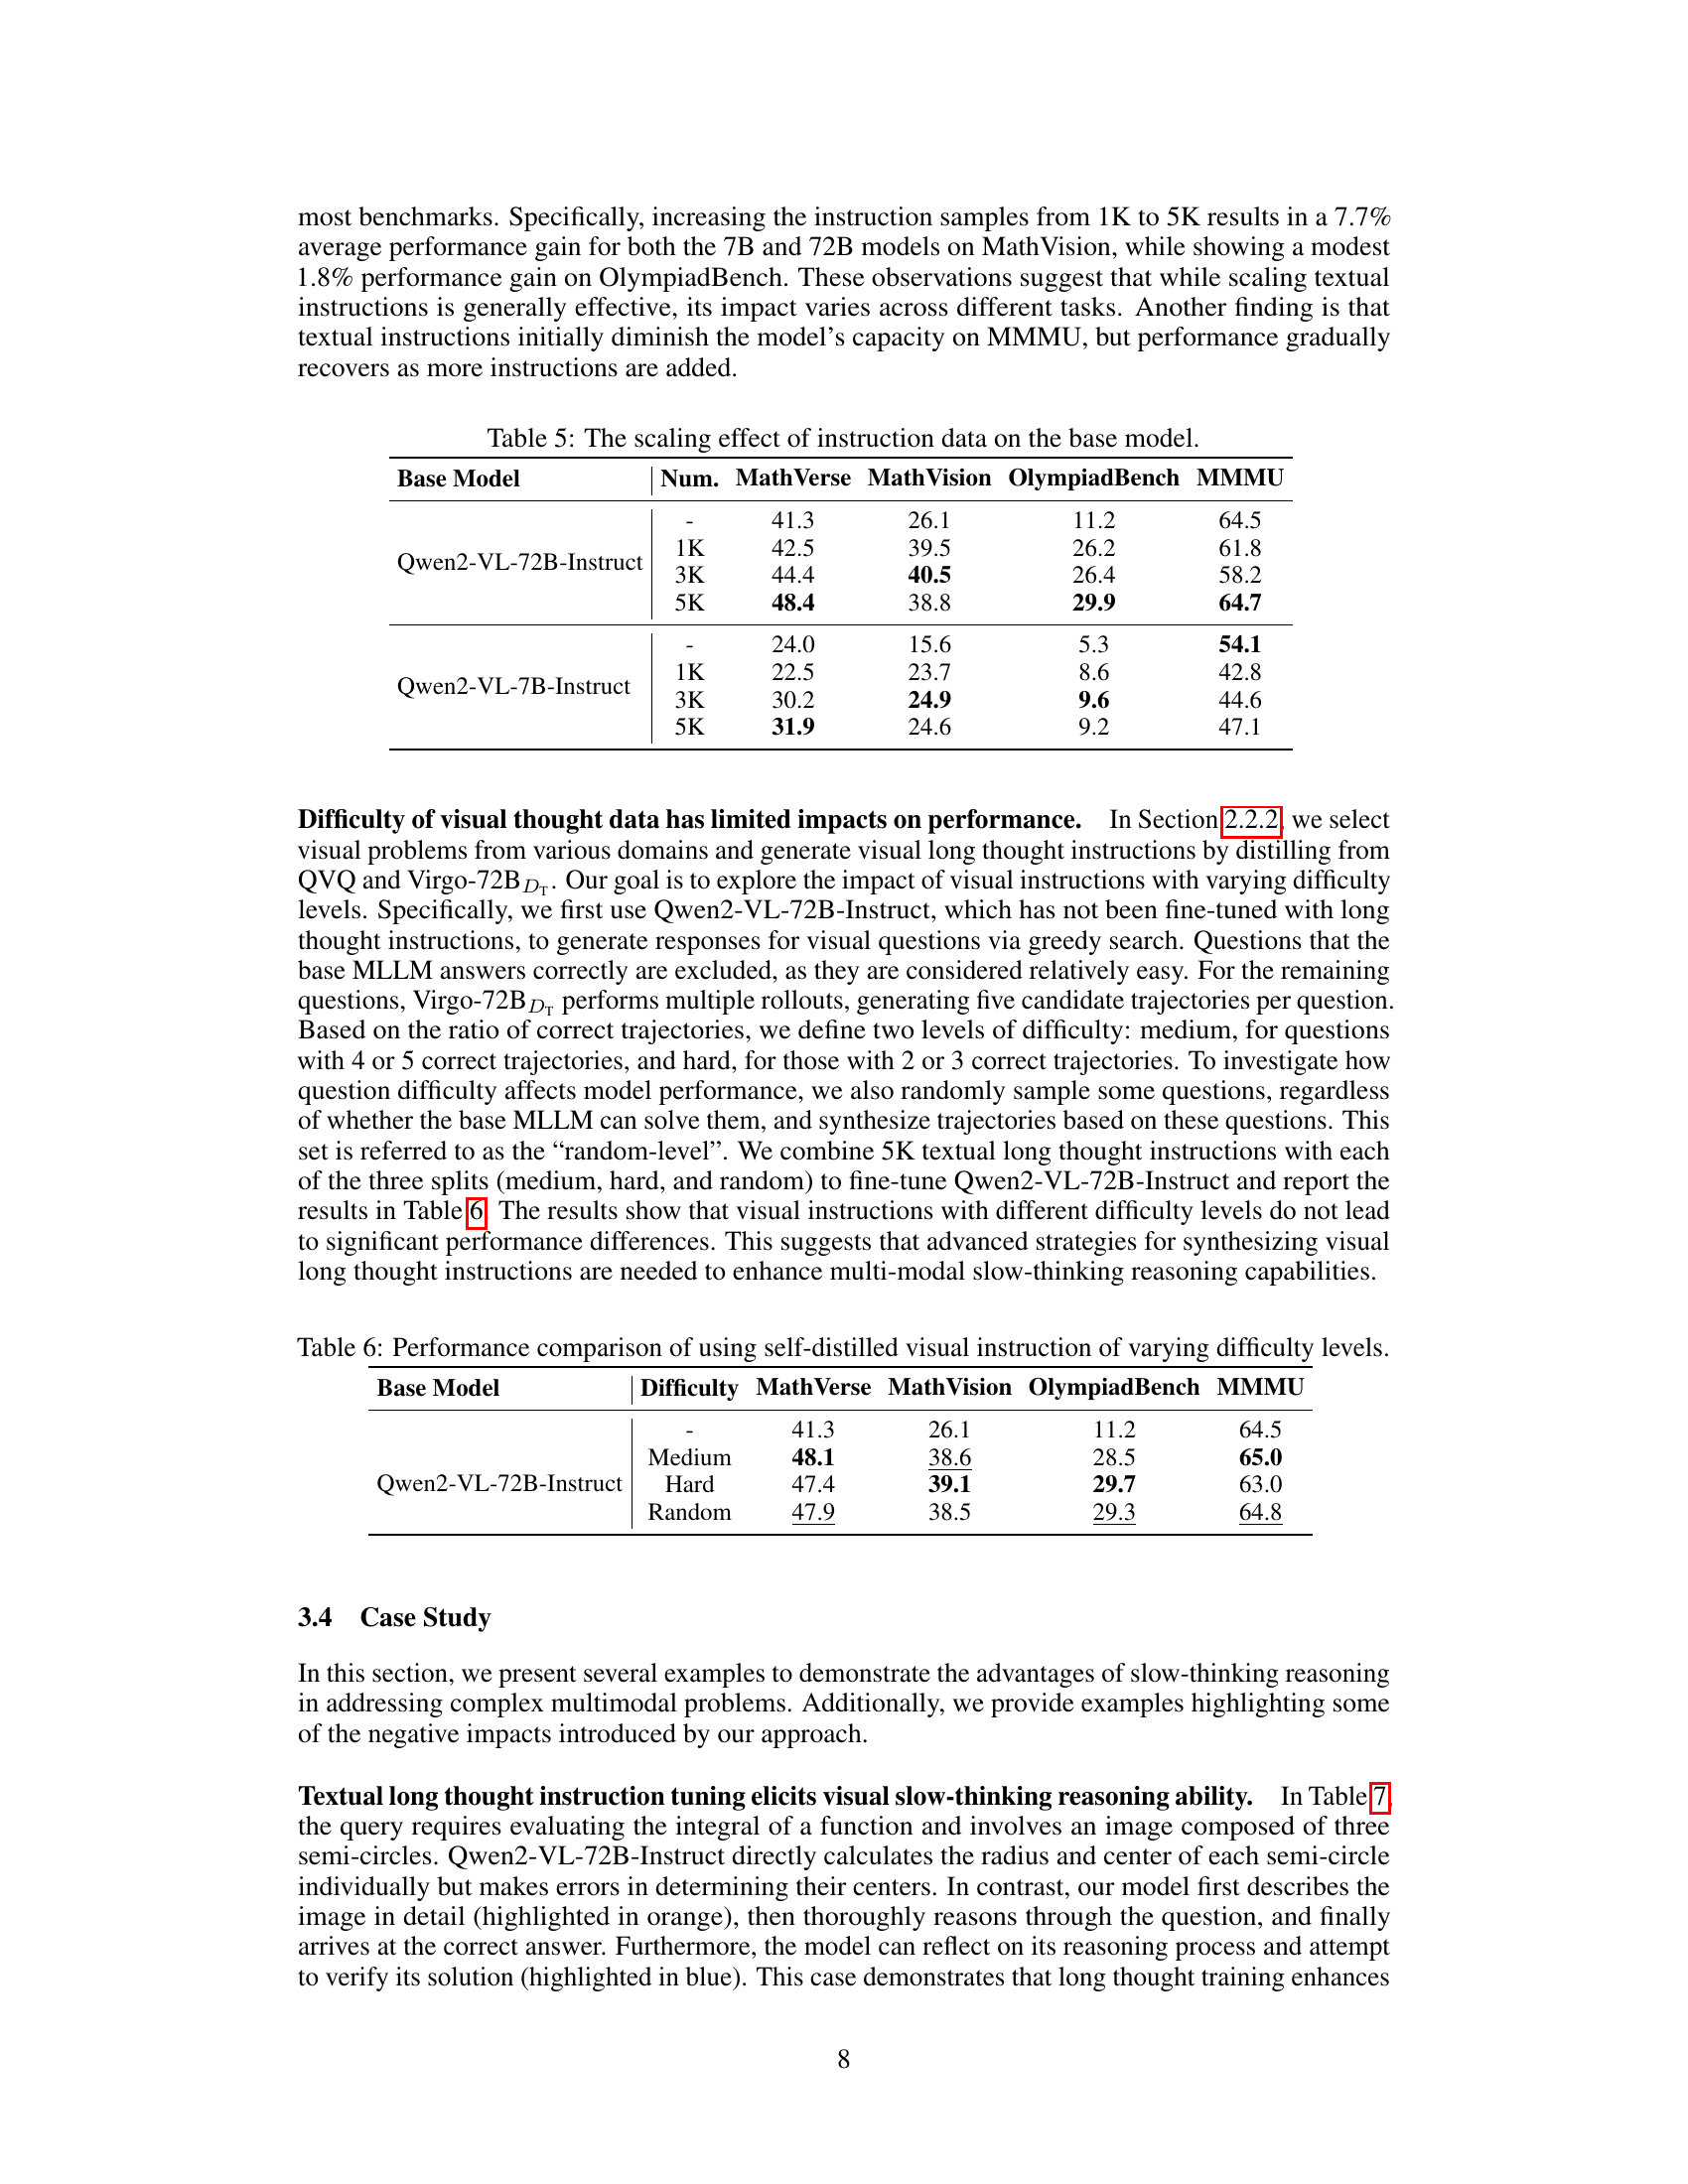 most benchmarks. Specifically, increasing the instruction samples from 1K to 5K results in a 7.7%
average performance gain for both the 7B and 72B models on MathVision, while showing a modest
1.8% performance gain on OlympiadBench. These observations suggest that while scaling textual
instructions is generally effective, its impact varies across different tasks. Another finding is that
textual instructions initially diminish the model's capacity on MMMU, but performance gradually
recovers as more instructions are added.
Table 5: The scaling effect of instruction data on the base model.
Base Model Num. MathVerse MathVision OlympiadBench MMMU
- 41.3 26.1 11.2 64.5
1K 42.5 39.5 26.2 61.8
Qwen2-VL-72B-Instruct
3K 44.4 40.5 26.4 58.2
5K 48.4 38.8 29.9 64.7
- 24.0 15.6 5.3 54.1
1K 22.5 23.7 8.6 42.8
Qwen2-VL-7B-Instruct
3K 30.2 24.9 9.6 44.6
5K 31.9 24.6 9.2 47.1
Difficulty of visual thought data has limited impacts on performance. In Section 2.2.2, we select
visual problems from various domains and generate visual long thought instructions by distilling from
QVQ and Virgo-72B_{D_T}. Our goal is to explore the impact of visual instructions with varying difficulty
levels. Specifically, we first use Qwen2-VL-72B-Instruct, which has not been fine-tuned with long
thought instructions, to generate responses for visual questions via greedy search. Questions that the
base MLLM answers correctly are excluded, as they are considered relatively easy. For the remaining
questions, Virgo-72B_{D_T} performs multiple rollouts, generating five candidate trajectories per question.
Based on the ratio of correct trajectories, we define two levels of difficulty: medium, for questions
with 4 or 5 correct trajectories, and hard, for those with 2 or 3 correct trajectories. To investigate how
question difficulty affects model performance, we also randomly sample some questions, regardless
of whether the base MLLM can solve them, and synthesize trajectories based on these questions. This
set is referred to as the “random-level”. We combine 5K textual long thought instructions with each
of the three splits (medium, hard, and random) to fine-tune Qwen2-VL-72B-Instruct and report the
results in Table 6. The results show that visual instructions with different difficulty levels do not lead
to significant performance differences. This suggests that advanced strategies for synthesizing visual
long thought instructions are needed to enhance multi-modal slow-thinking reasoning capabilities.
Table 6: Performance comparison of using self-distilled visual instruction of varying difficulty levels.
Base Model Difficulty MathVerse MathVision OlympiadBench MMMU
- 41.3 26.1 11.2 64.5
Medium 48.1 38.6 28.5 65.0
Qwen2-VL-72B-Instruct Hard 47.4 39.1 29.7 63.0
Random 47.9 38.5 29.3 64.8
3.4 Case Study
In this section, we present several examples to demonstrate the advantages of slow-thinking reasoning
in addressing complex multimodal problems. Additionally, we provide examples highlighting some
of the negative impacts introduced by our approach.
Textual long thought instruction tuning elicits visual slow-thinking reasoning ability. In Table 7,
the query requires evaluating the integral of a function and involves an image composed of three
semi-circles. Qwen2-VL-72B-Instruct directly calculates the radius and center of each semi-circle
individually but makes errors in determining their centers. In contrast, our model first describes the
image in detail (highlighted in orange), then thoroughly reasons through the question, and finally
arrives at the correct answer. Furthermore, the model can reflect on its reasoning process and attempt
to verify its solution (highlighted in blue). This case demonstrates that long thought training enhances
8